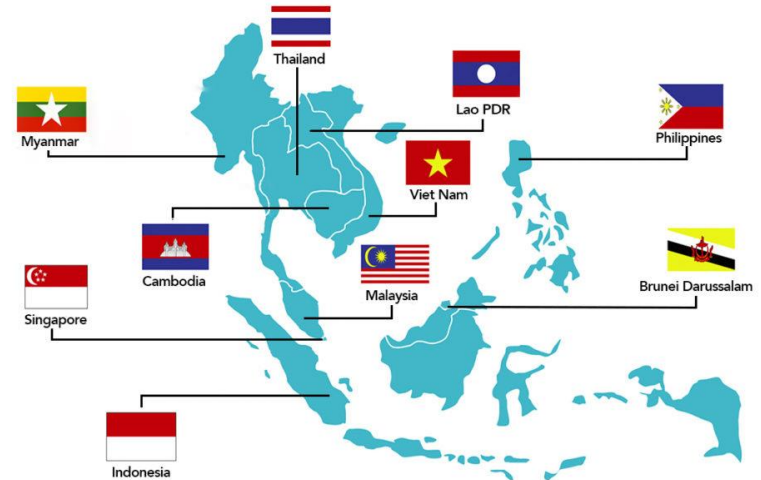 Thailand
Lao PDR
Myanmar
Philippines
Viet Nam
Cambodia
Malaysia
Brunei Darussalam
Singapore
Indonesia